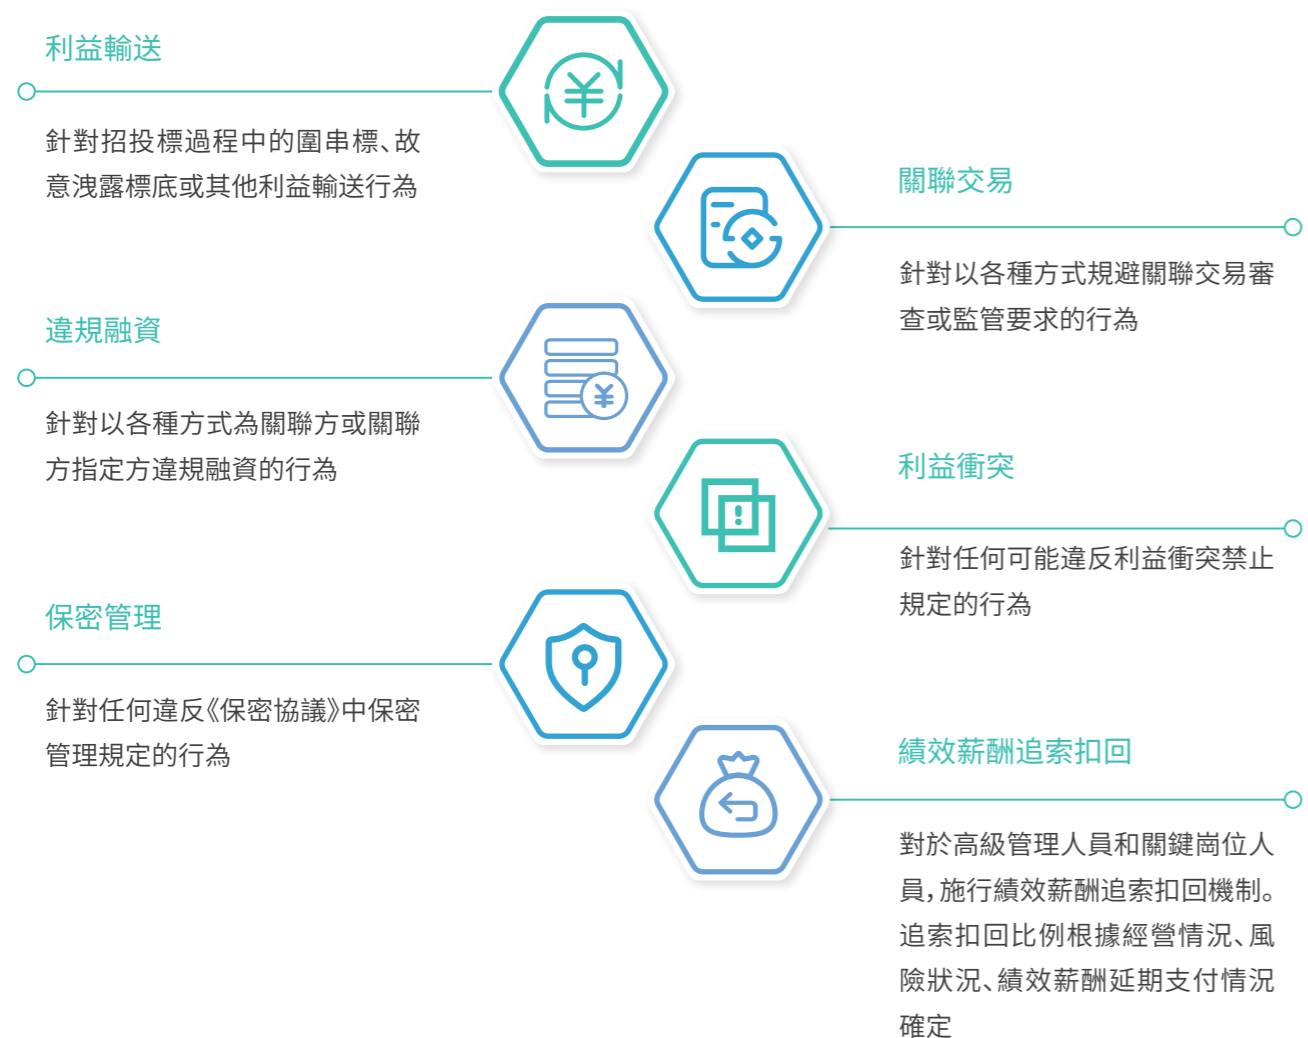 利益輸送
針對招投標過程中的圍串標、故
意洩露標底或其他利益輸送行為
關聯交易
針對以各種方式規避關聯交易審
查或監管要求的行為
違規融資
針對以各種方式為關聯方或關聯
方指定方違規融資的行為
利益衝突
針對任何可能違反利益衝突禁止
規定的行為
保密管理
針對任何違反《保密協議》中保密
管理規定的行為
績效薪酬追索扣回
對於高級管理人員和關鍵崗位人
員，施行績效薪酬追索扣回機制。
追索扣回比例根據經營情況、風
險狀況、績效薪酬延期支付情況
確定